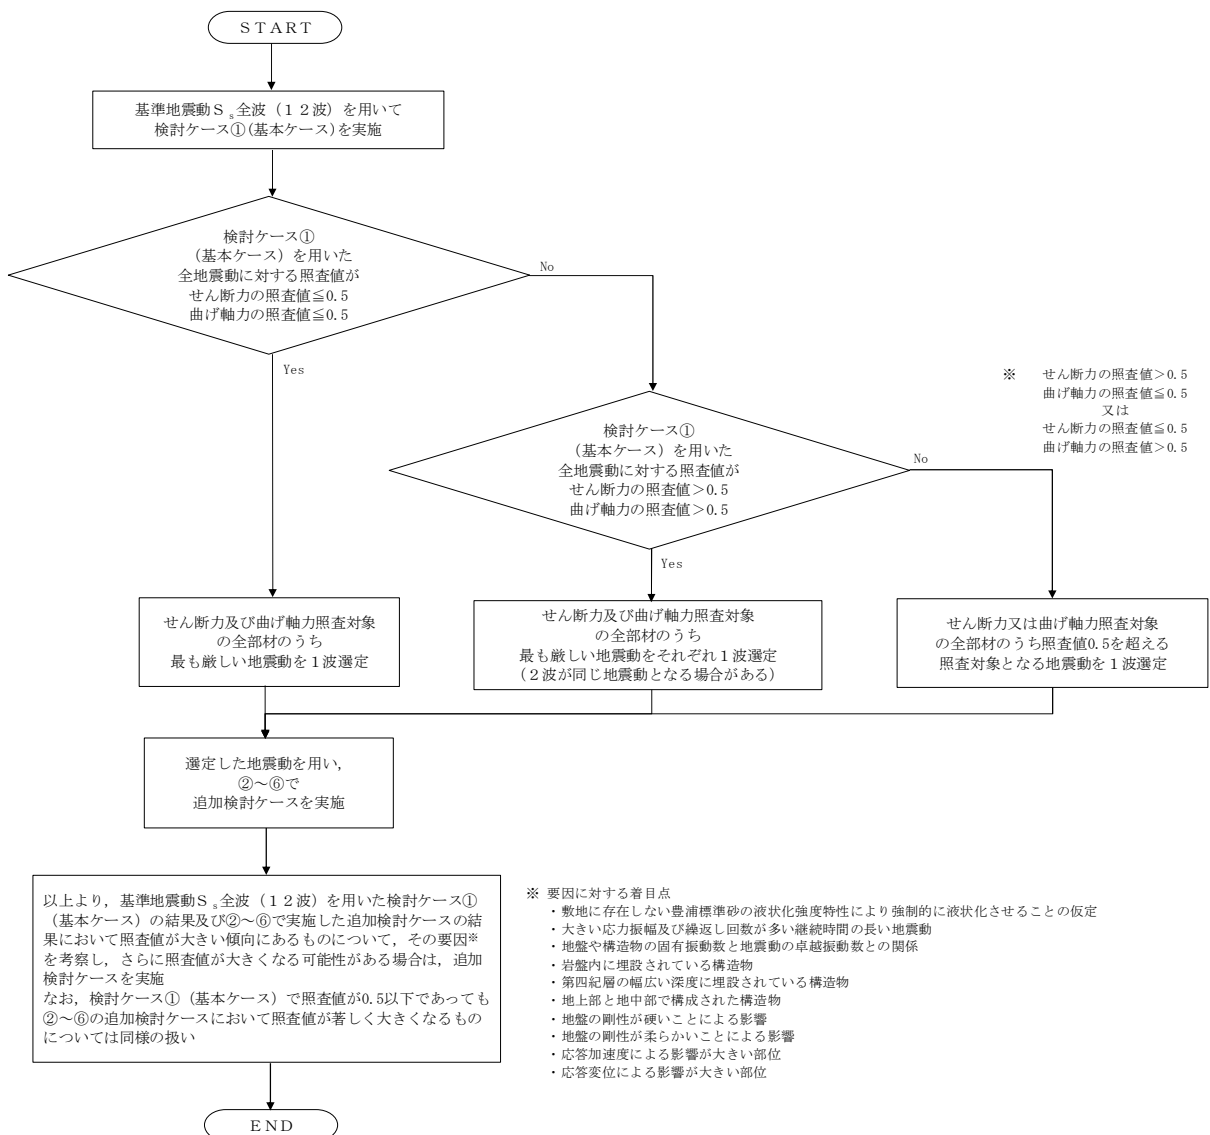 ＳＴＡＲＴ
基準地震動Ｓｓ全波（１２波）を用いて
検討ケース①(基本ケース)を実施
検討ケース①
（基本ケース）を用いた
全地震動に対する照査値が
せん断力の照査値≦0.5
曲げ軸力の照査値≦0.5
No
Yes
※ せん断力の照査値＞0.5
曲げ軸力の照査値≦0.5
又は
せん断力の照査値≦0.5
曲げ軸力の照査値＞0.5
検討ケース①
（基本ケース）を用いた
全地震動に対する照査値が
せん断力の照査値＞0.5
曲げ軸力の照査値＞0.5
No
Yes
せん断力及び曲げ軸力照査対象
の全部材のうち
最も厳しい地震動を１波選定
せん断力及び曲げ軸力照査対象
の全部材のうち
最も厳しい地震動をそれぞれ１波選定
（２波が同じ地震動となる場合がある）
せん断力又は曲げ軸力照査対象
の全部材のうち照査値0.5を超える
照査対象となる地震動を１波選定
選定した地震動を用い，
②～⑥で
追加検討ケースを実施
以上より，基準地震動Ｓｓ全波（１２波）を用いた検討ケース①
（基本ケース）の結果及び②～⑥で実施した追加検討ケースの結
果において照査値が大きい傾向にあるものについて，その要因※
を考察し，さらに照査値が大きくなる可能性がある場合は，追加
検討ケースを実施
なお，検討ケース①（基本ケース）で照査値が0.5以下であっても
②～⑥の追加検討ケースにおいて照査値が著しく大きくなるもの
については同様の扱い
※ 要因に対する着目点
・敷地に存在しない豊浦標準砂の液状化強度特性により強制的に液状化させることの仮定
・大きい応力振幅及び繰返し回数が多い継続時間の長い地震動
・地盤や構造物の固有振動数と地震動の卓越振動数との関係
・岩盤内に埋設されている構造物
・第四紀層の幅広い深度に埋設されている構造物
・地上部と地中部で構成された構造物
・地盤の剛性が硬いことによる影響
・地盤の剛性が柔らかいことによる影響
・応答加速度による影響が大きい部位
・応答変位による影響が大きい部位
ＥＮＤ